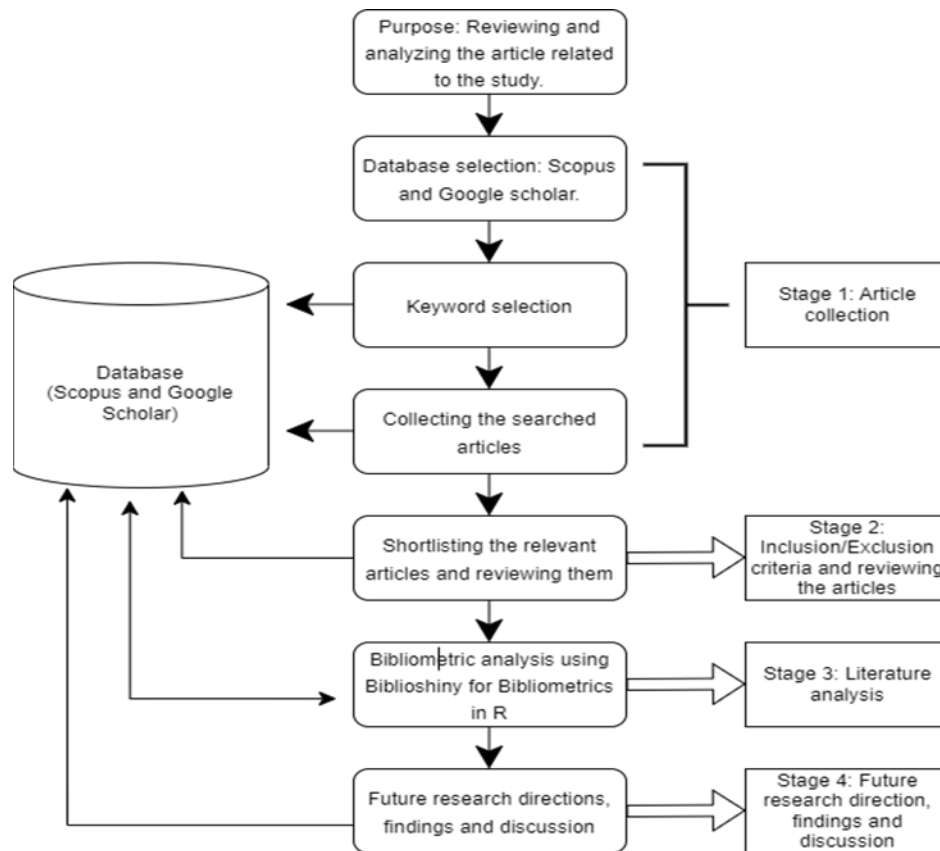 Purpose: Reviewing and
analyzing the article related
to the study.
Database selection: Scopus
and Google scholar.
Keyword selection
Stage 1: Article
collection
Database
(Scopus and Google
Scholar)
Collecting the searched
articles
Shortlisting the relevant
articles and reviewing them
Stage 2:
Inclusion/Exclusion
criteria and reviewing
the articles
Bibliometric analysis using
Biblioshiny for Bibliometrics
in R
Stage 3: Literature
analysis
Future research directions,
findings and discussion
Stage 4: Future
research direction,
findings and
discussion